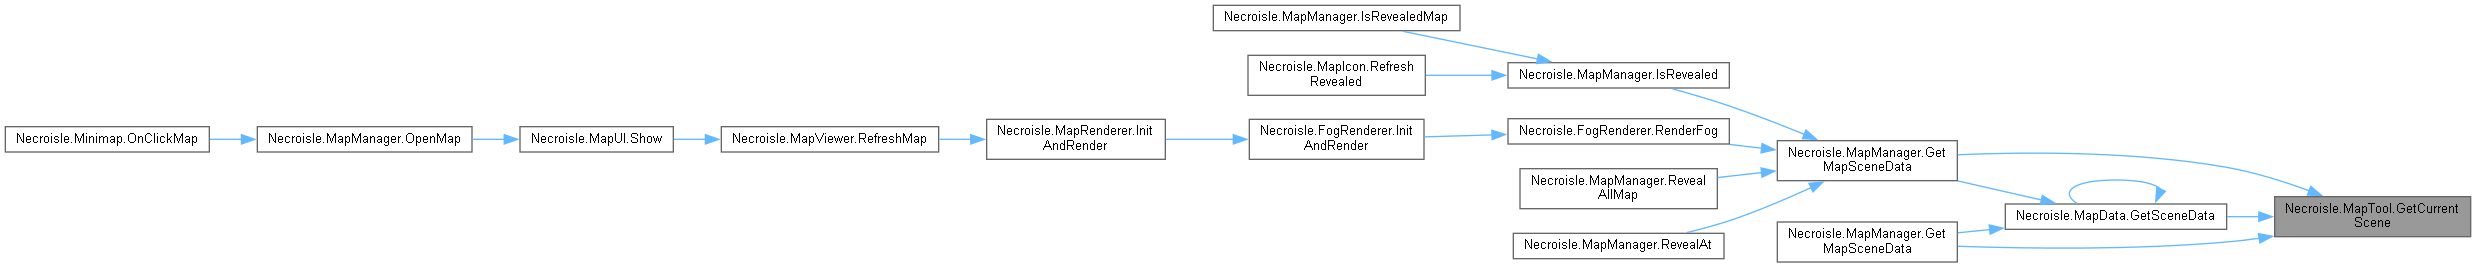 Necroisle.MapManager.IsRevealedMap
Necroisle.MapIcon.Refresh
Revealed
Necroisle.MapManager.IsRevealed
Necroisle.Minimap.OnClickMap
Necroisle.MapManager.OpenMap
Necroisle.MapUI.Show
Necroisle.MapViewer.RefreshMap
Necroisle.MapRenderer.Init
AndRender
Necroisle.FogRenderer.Init
AndRender
Necroisle.FogRenderer.RenderFog
Necroisle.MapManager.Reveal
AllMap
Necroisle.MapManager.RevealAt
Necroisle.MapManager.Get
MapSceneData
Necroisle.MapManager.Get
MapSceneData
Necroisle.MapData.GetSceneData
Necroisle.MapTool.GetCurrent
Scene